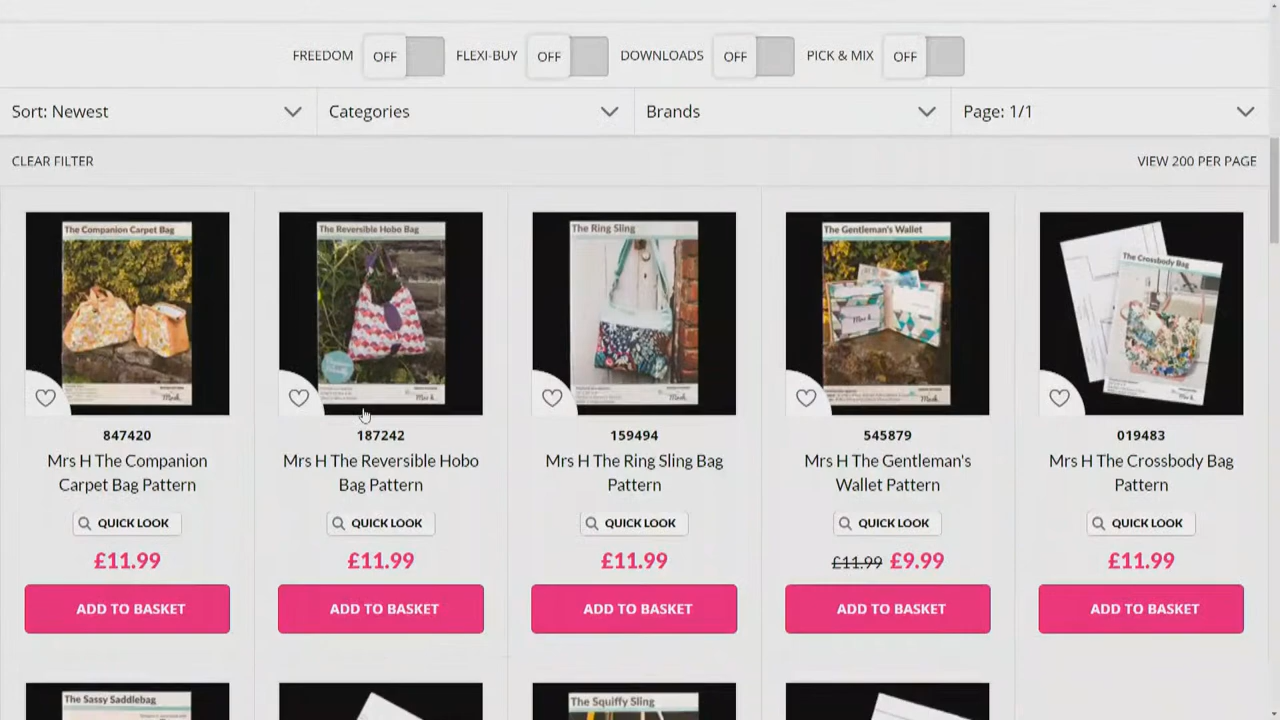 FREEDOM OFF FLEXI-BUY OFF DOWNLOADS OFF PICK & MIX OFF
Sort: Newest Categories Brands Page: 1/1
CLEAR FILTER VIEW 200 PER PAGE
The Companion Carpet Bag
The Reversible Hobo Bag
The Ring Sling
The Gentleman's Wallet
The Crossbody Bag
847420
Mrs H The Companion
Carpet Bag Pattern
QUICK LOOK
£11.99
ADD TO BASKET
187242
Mrs H The Reversible Hobo
Bag Pattern
QUICK LOOK
£11.99
ADD TO BASKET
159494
Mrs H The Ring Sling Bag
Pattern
QUICK LOOK
£11.99
ADD TO BASKET
545879
Mrs H The Gentleman's
Wallet Pattern
QUICK LOOK
£11.99 £9.99
ADD TO BASKET
019483
Mrs H The Crossbody Bag
Pattern
QUICK LOOK
£11.99
ADD TO BASKET
The Sassy Saddlebag
The Squiffy Sling